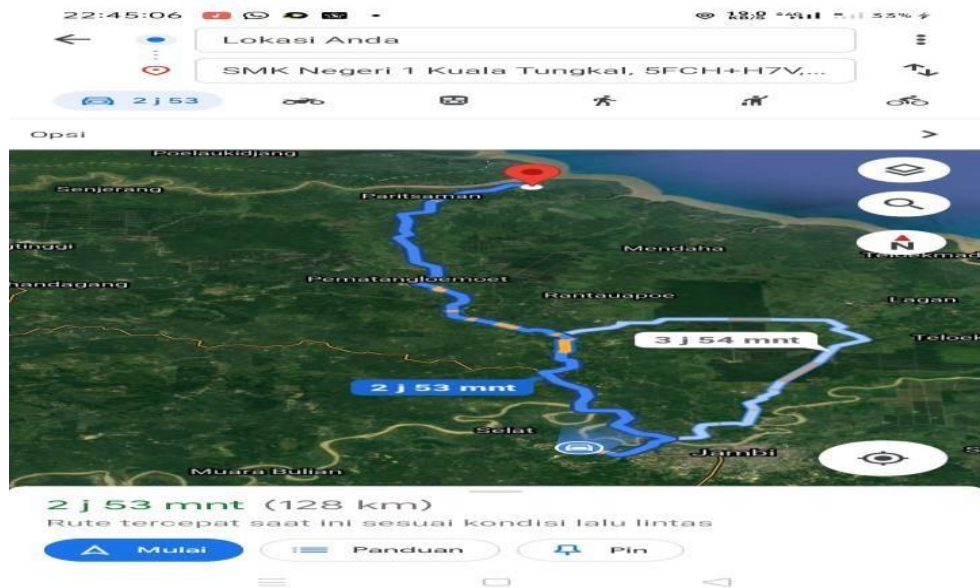 22:45:06
33%
Lokasi Anda
SMK Negeri 1 Kuala Tungkal, 5FCH+H7V,...
2 j 53
Opsi
Poelaukidjang
Senjerang
Paritsaman
Mendaha
Pematangloemoet
Rantauapoe
Lagan
3 j 54 mnt
2 j 53 mnt
Selat
Jambi
Muara Bulian
N
2 j 53 mnt (128 km)
Rute tercepat saat ini sesuai kondisi lalu lintas
Mulai
Panduan
Pin